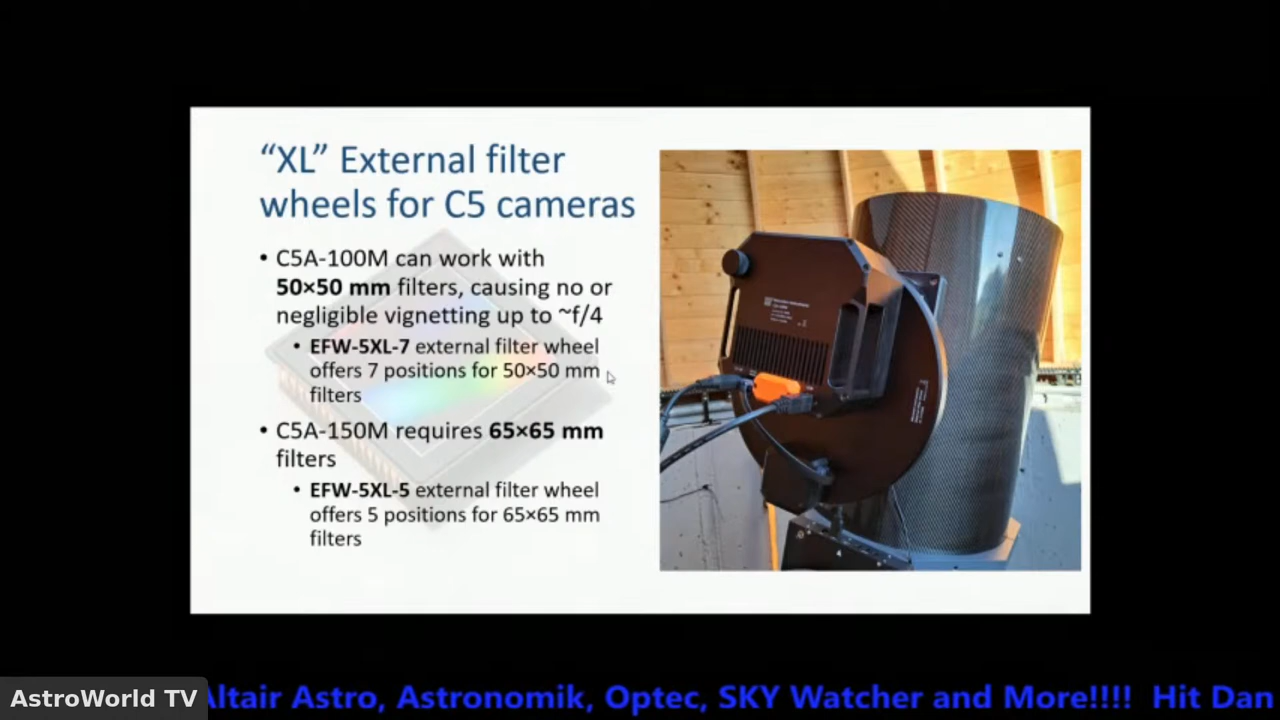 “XL” External filter
wheels for C5 cameras
• C5A-100M can work with
50×50 mm filters, causing no or
negligible vignetting up to ~f/4
• EFW-5XL-7 external filter wheel
offers 7 positions for 50×50 mm
filters
• C5A-150M requires 65×65 mm
filters
• EFW-5XL-5 external filter wheel
offers 5 positions for 65×65 mm
filters
AstroWorld TV
Altair Astro, Astronomik, Optec, SKY Watcher and More!!!! Hit Dan